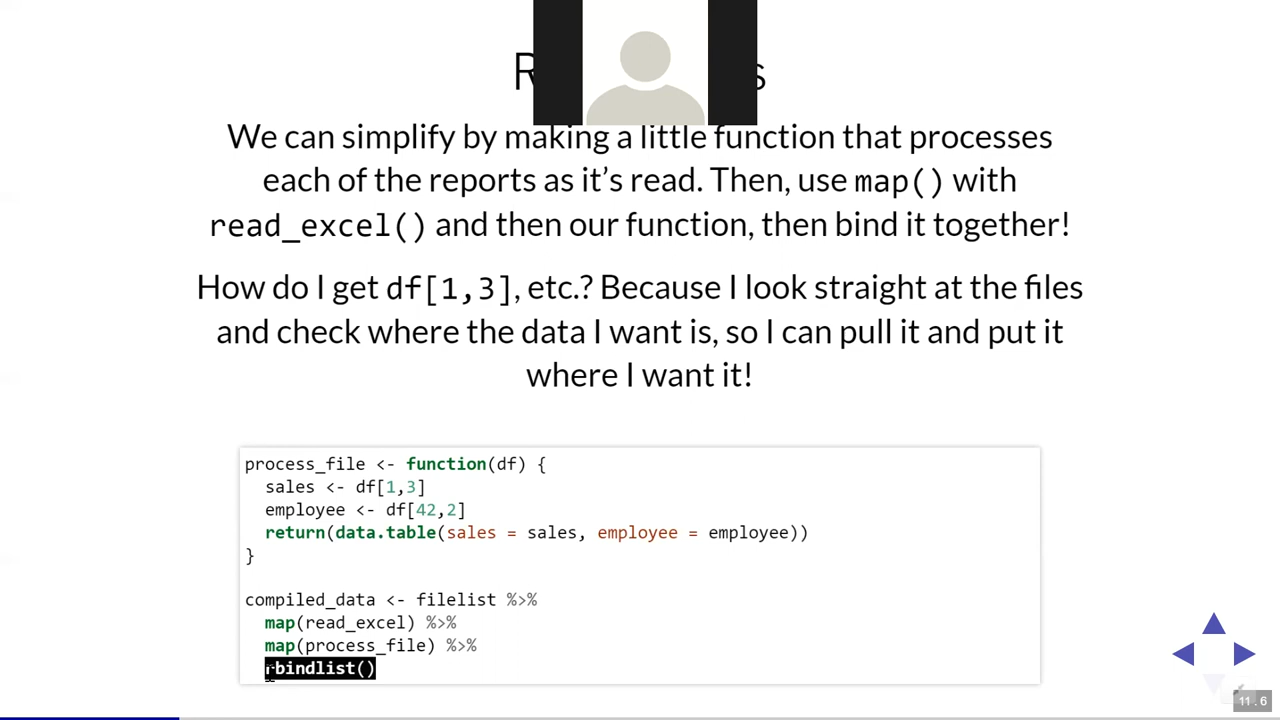 We can simplify by making a little function that processes
each of the reports as it’s read. Then, use map() with
read_excel() and then our function, then bind it together!
How do I get df[1,3], etc.? Because I look straight at the files
and check where the data I want is, so I can pull it and put it
where I want it!
process_file <- function(df) {
  sales <- df[1,3]
  employee <- df[42,2]
  return(data.table(sales = sales, employee = employee))
}
compiled_data <- filelist %>%
  map(read_excel) %>%
  map(process_file) %>%
  rbindlist()
11.6